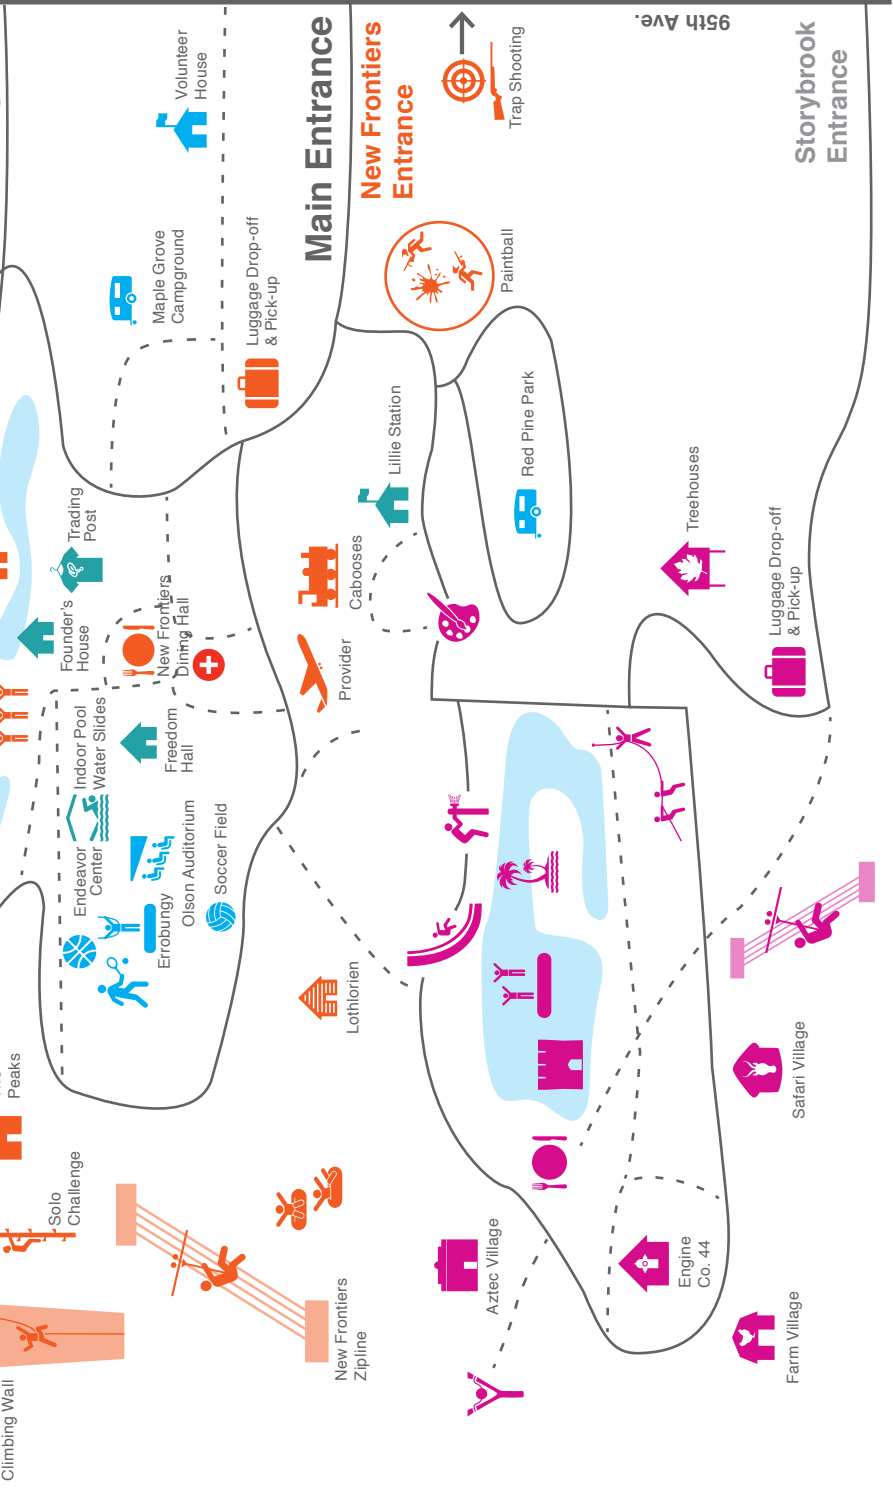 Volunteer
House
Main Entrance
New Frontiers
Entrance
Trap Shooting
95th Ave.
Storybrook
Entrance
Maple Grove
Campground
Luggage Drop-off
& Pick-up
Paintball
Trading
Post
Lillie Station
Red Pine Park
Treehouses
Founder's
House
New Frontiers
Dining Hall
Cabooses
Luggage Drop-off
& Pick-up
Provider
Indoor Pool
Water Slides
Freedom
Hall
Endeavor
Center
Errobungy
Olson Auditorium
Soccer Field
Lothlorien
Peaks
Safari Village
Solo
Challenge
Aztec Village
Engine
Co. 44
Climbing Wall
New Frontiers
Zipline
Farm Village